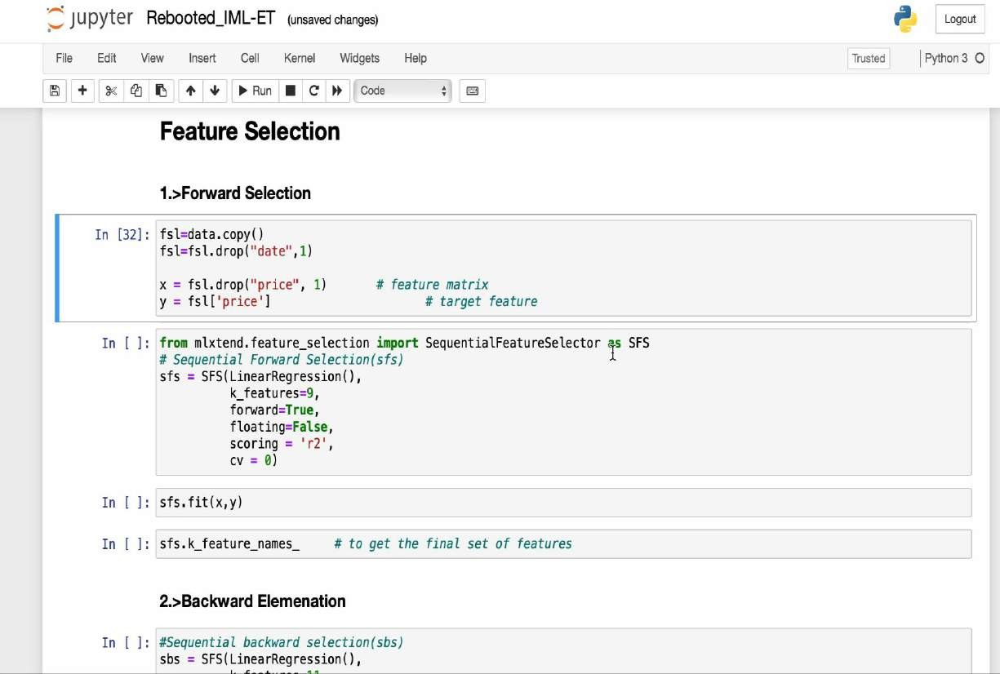 jupyter Rebooted_IML-ET (unsaved changes) Logout
File Edit View Insert Cell Kernel Widgets Help Trusted Python 3
Run Code
Feature Selection
1.>Forward Selection
In [32]: fsl=data.copy()
fsl=fsl.drop("date",1)
x = fsl.drop("price", 1) # feature matrix
y = fsl['price'] # target feature
In [ ]: from mlxtend.feature_selection import SequentialFeatureSelector as SFS
# Sequential Forward Selection(sfs)
sfs = SFS(LinearRegression(),
k_features=9,
forward=True,
floating=False,
scoring = 'r2',
cv = 0)
In [ ]: sfs.fit(x,y)
In [ ]: sfs.k_feature_names_ # to get the final set of features
2.>Backward Elemenation
In [ ]: #Sequential backward selection(sbs)
sbs = SFS(LinearRegression(),
k_features=11